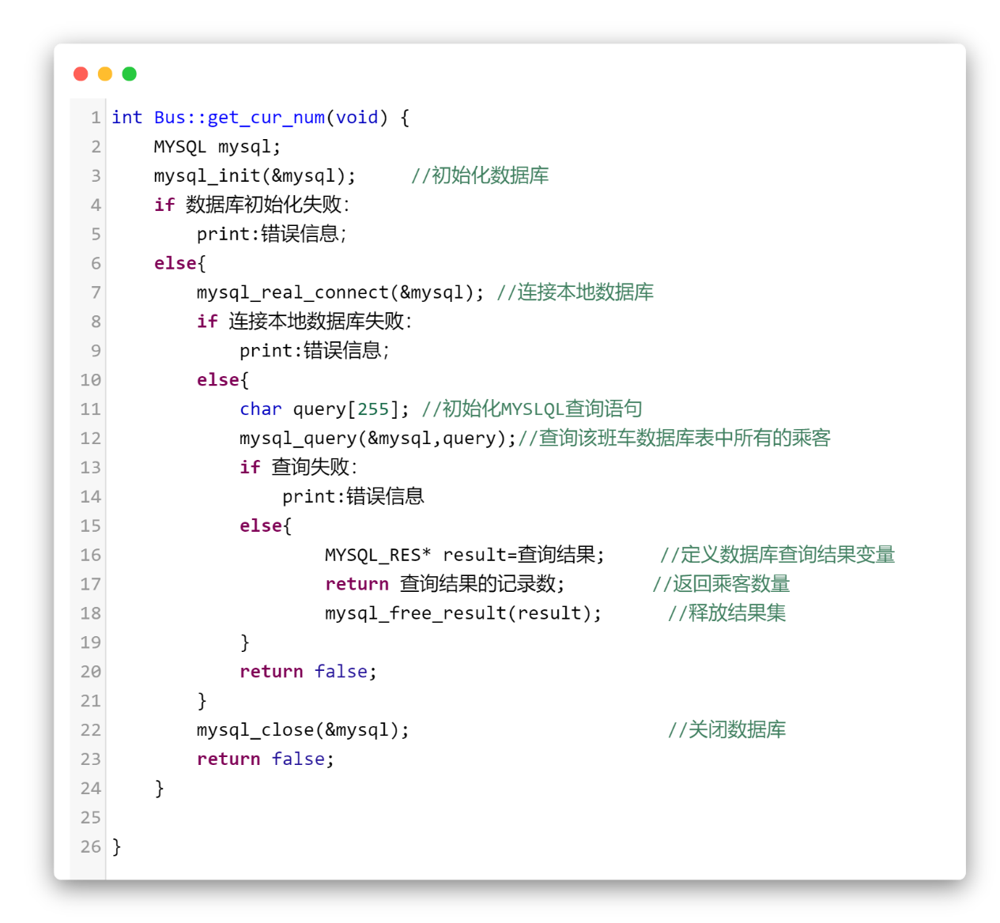 1 int Bus::get_cur_num(void) {
2     MYSQL mysql;
3     mysql_init(&mysql);     //初始化数据库
4     if 数据库初始化失败:
5         print:错误信息;
6     else{
7         mysql_real_connect(&mysql); //连接本地数据库
8         if 连接本地数据库失败:
9             print:错误信息;
10         else{
11             char query[255]; //初始化MYSLQL查询语句
12             mysql_query(&mysql,query);//查询该班车数据库表中所有的乘客
13             if 查询失败:
14                 print:错误信息
15             else{
16                     MYSQL_RES* result=查询结果;     //定义数据库查询结果变量
17                     return 查询结果的记录数;        //返回乘客数量
18                     mysql_free_result(result);      //释放结果集
19             }
20             return false;
21         }
22         mysql_close(&mysql);                        //关闭数据库
23         return false;
24     }
25
26 }